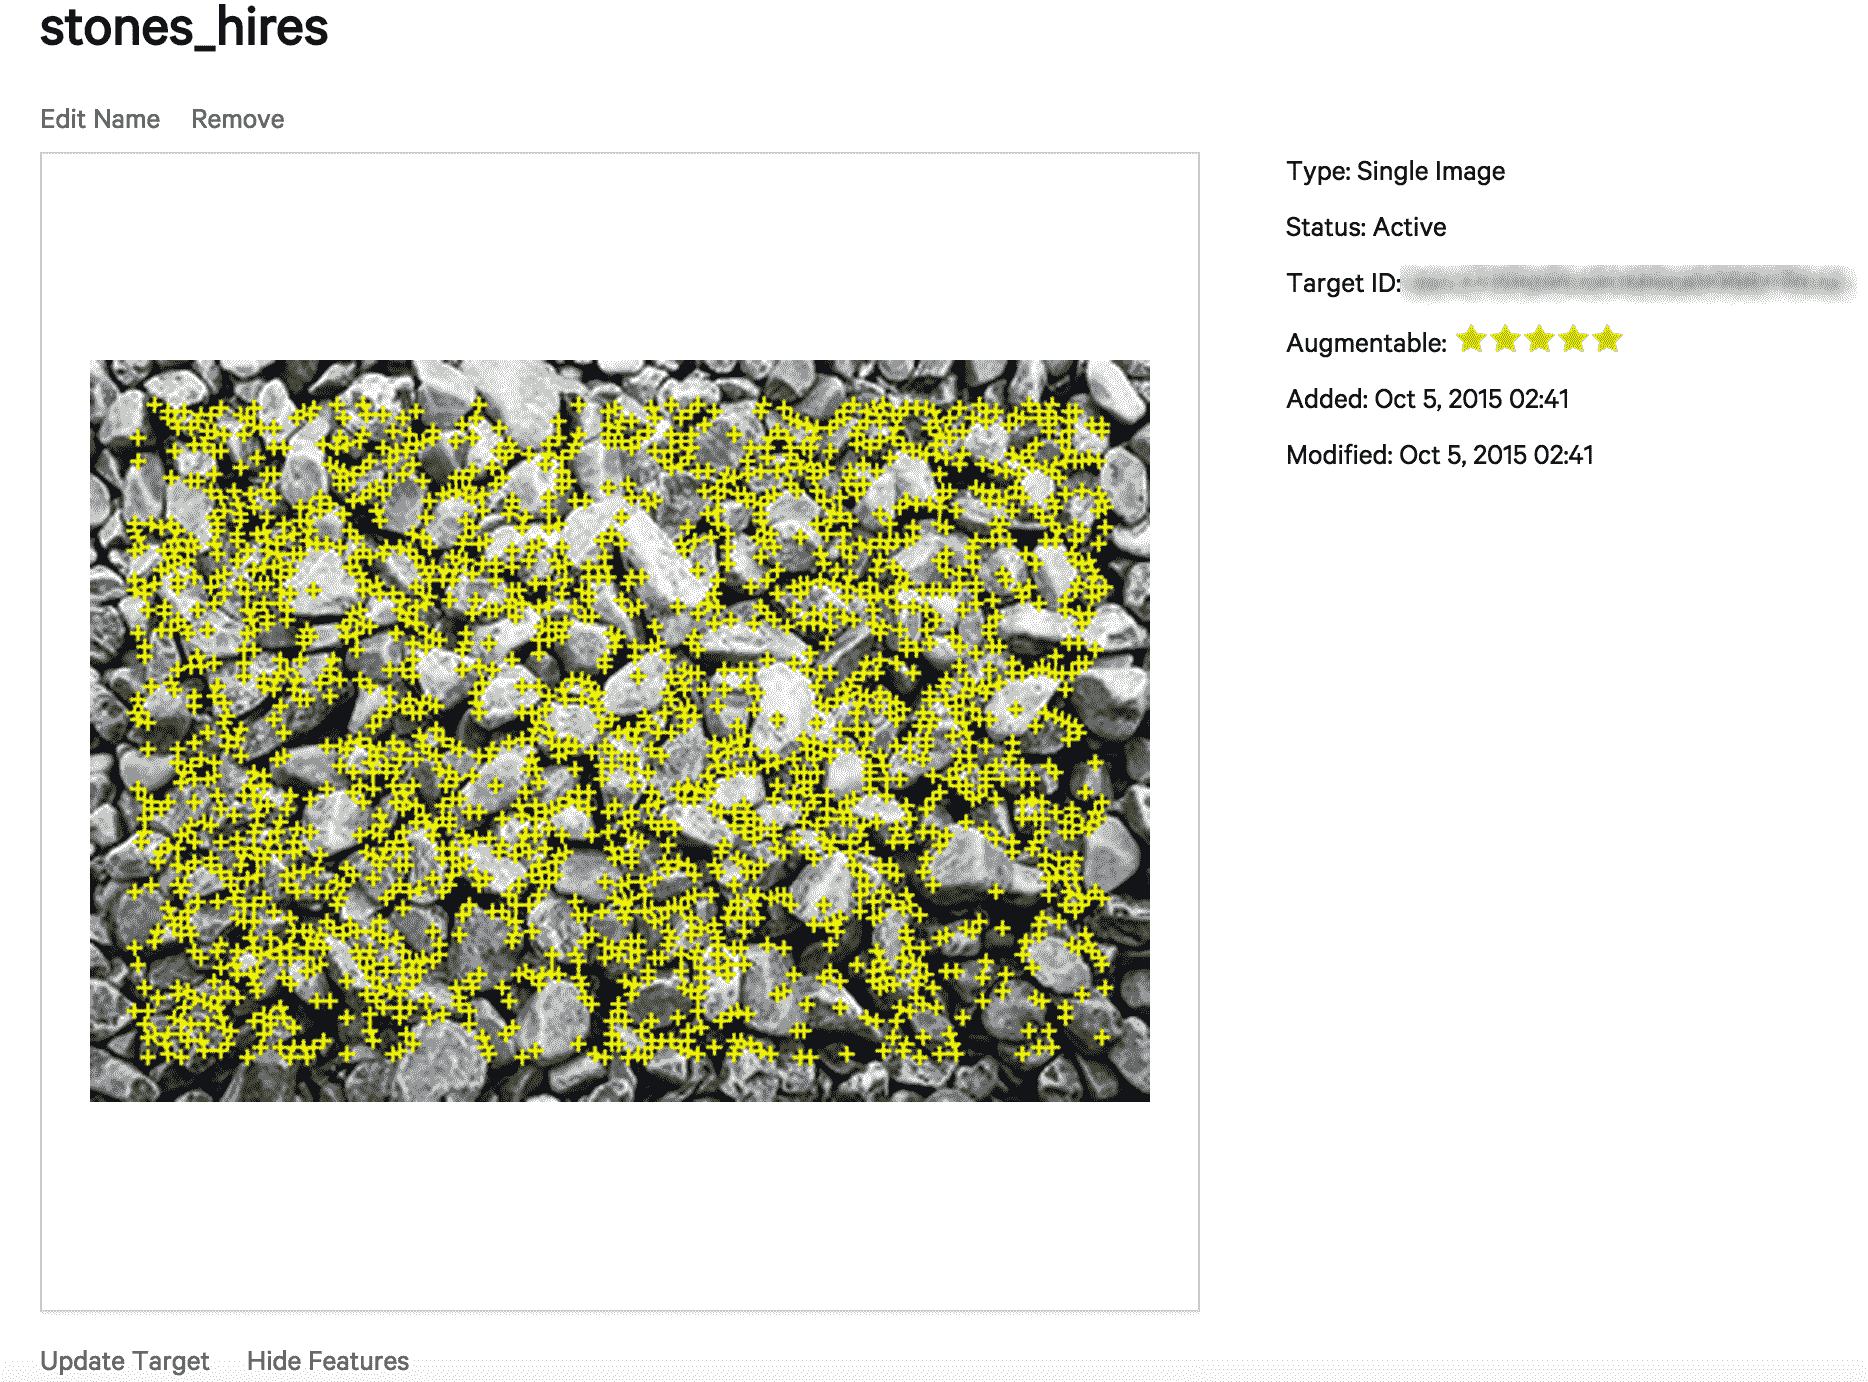 stones_hires
Edit Name Remove
Type: Single Image
Status: Active
Target ID:
Augmentable:
Added: Oct 5, 2015 02:41
Modified: Oct 5, 2015 02:41
Update Target Hide Features